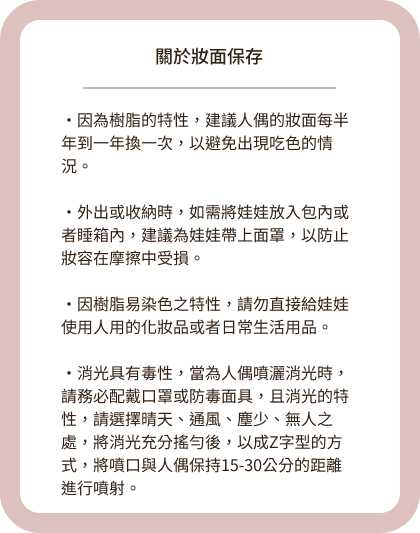 關於妝面保存
・因為樹脂的特性，建議人偶的妝面每半
年到一年換一次，以避免出現吃色的情
況。
・外出或收納時，如需將娃娃放入包內或
者睡箱內，建議為娃娃帶上面罩，以防止
妝容在摩擦中受損。
・因樹脂易染色之特性，請勿直接給娃娃
使用人用的化妝品或者日常生活用品。
・消光具有毒性，當為人偶噴灑消光時，
請務必配戴口罩或防毒面具，且消光的特
性，請選擇晴天、通風、塵少、無人之
處，將消光充分搖勻後，以成Z字型的方
式，將噴口與人偶保持15-30公分的距離
進行噴射。